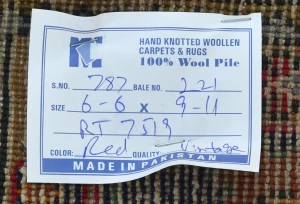 HAND KNOTTED WOOLLEN
CARPETS & RUGS
100% Wool Pile
S.NO. 787 BALE NO. 221
SIZE 6-6 X 9-11
RT 7519
COLOR: Red QUALITY: Vintage
MADE IN PAKISTAN